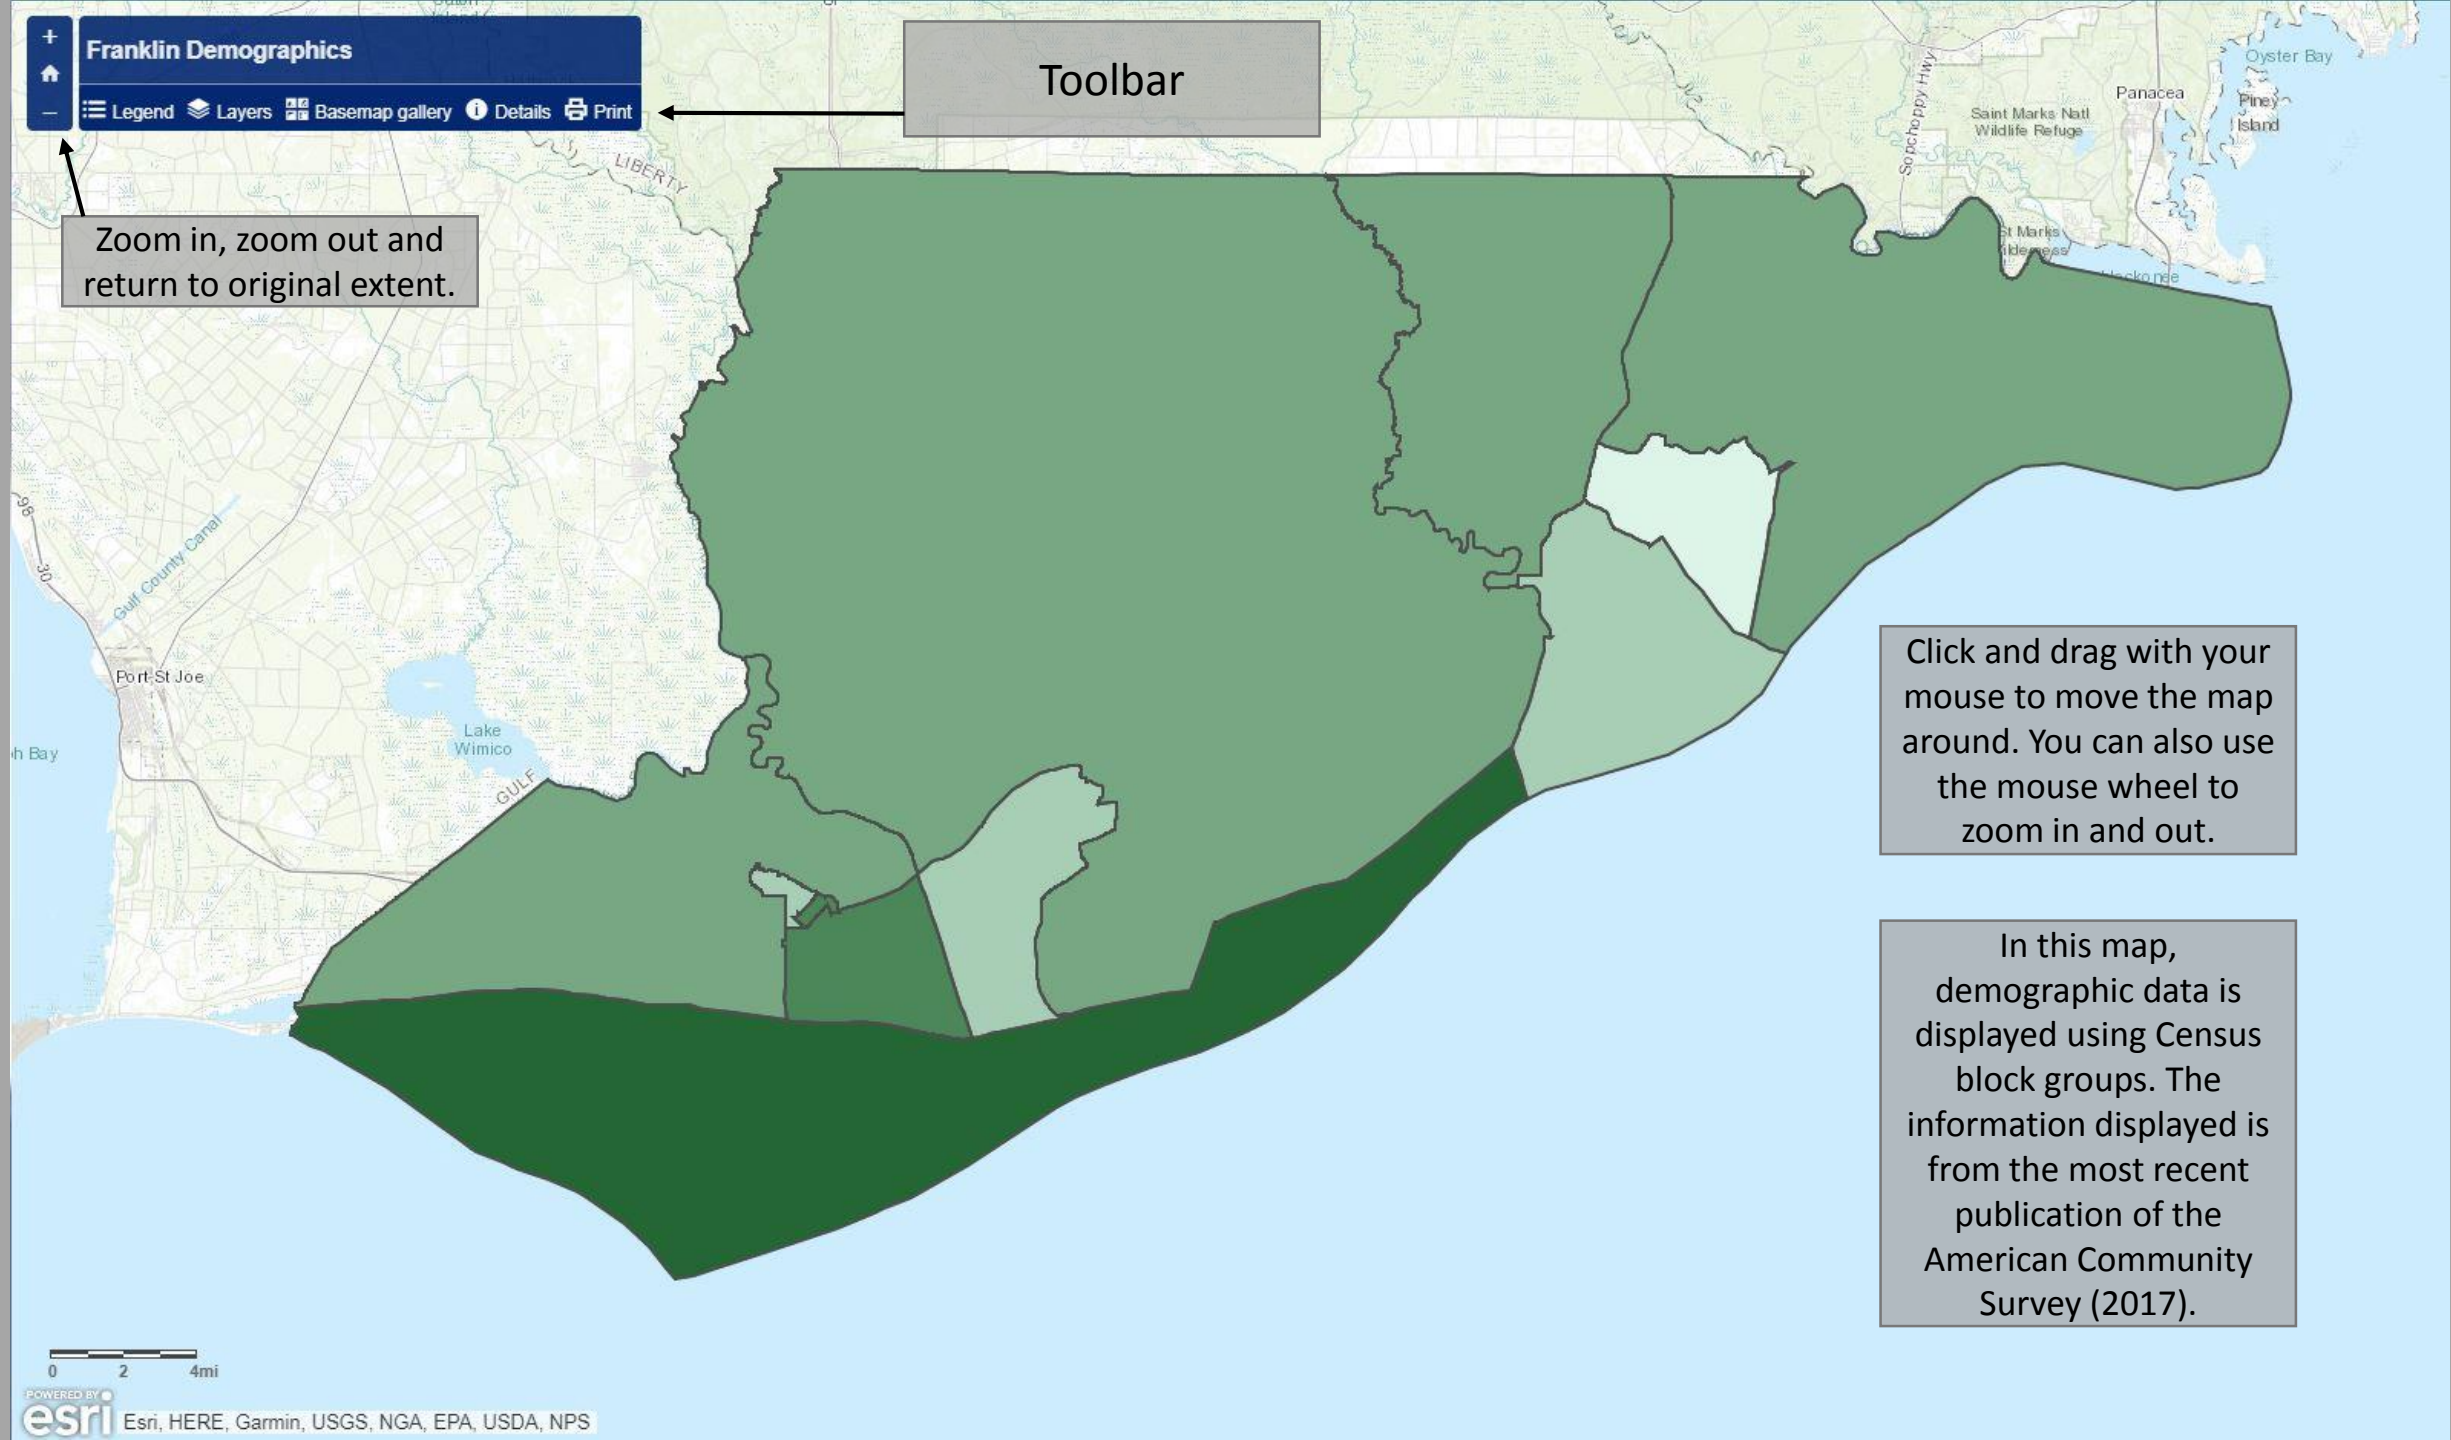 Franklin Demographics
Legend Layers Basemap gallery Details Print
Toolbar
Zoom in, zoom out and
return to original extent.
LIBERTY
Sopchoppy Hwy
Saint Marks Natl
Wildlife Refuge
Panacea
Oyster Bay
Piney
Island
St Marks
98
30
Gulf County Canal
Port St Joe
Lake
Wimico
GULF
h Bay
Click and drag with your
mouse to move the map
around. You can also use
the mouse wheel to
zoom in and out.
In this map,
demographic data is
displayed using Census
block groups. The
information displayed is
from the most recent
publication of the
American Community
Survey (2017).
0 2 4mi
POWERED BY
esri
Esri, HERE, Garmin, USGS, NGA, EPA, USDA, NPS